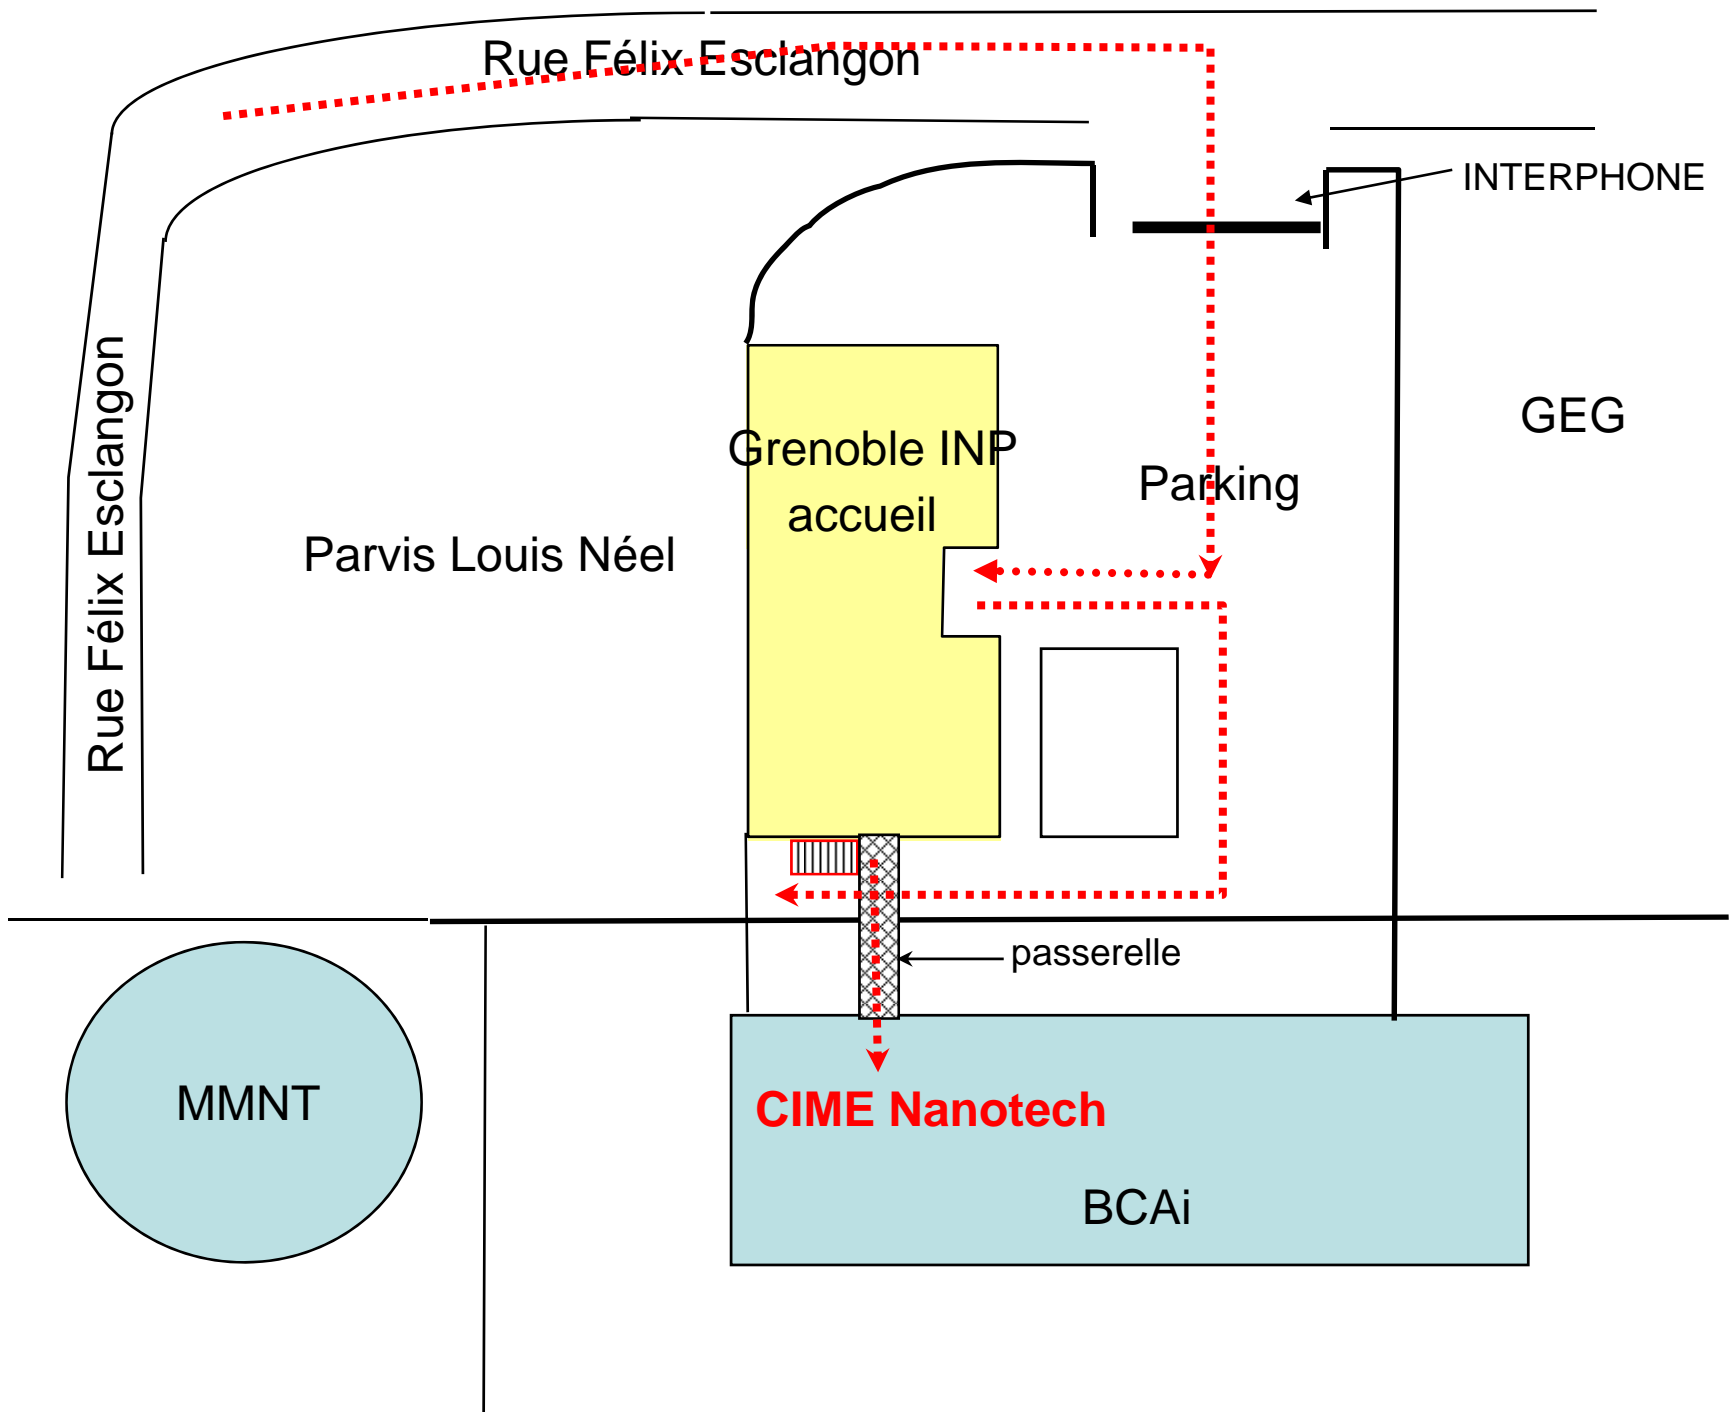 Rue Félix Esclangon
INTERPHONE
Rue Félix Esclangon
GEG
Grenoble INP
accueil
Parking
Parvis Louis Néel
passerelle
MMNT
CIME Nanotech
BCAi